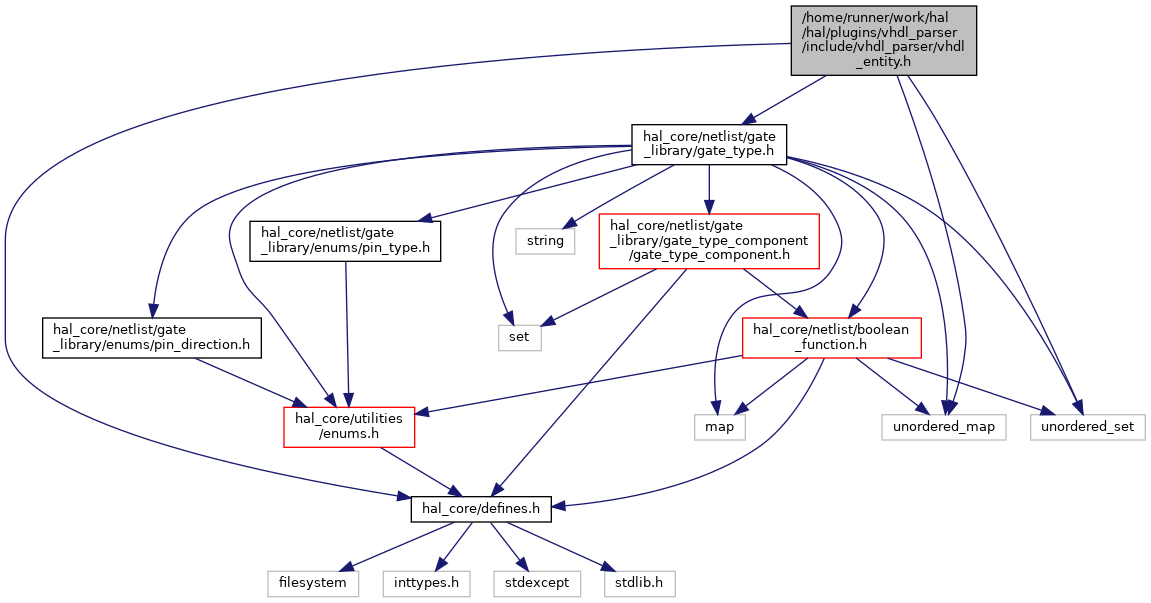 /home/runner/work/hal
/hal/plugins/vhdl_parser
/include/vhdl_parser/vhdl
_entity.h
hal_core/netlist/gate
_library/gate_type.h
hal_core/netlist/gate
_library/enums/pin_type.h
string
hal_core/netlist/gate
_library/gate_type_component
/gate_type_component.h
hal_core/netlist/gate
_library/enums/pin_direction.h
set
hal_core/netlist/boolean
_function.h
hal_core/utilities
/enums.h
map
unordered_map
unordered_set
hal_core/defines.h
filesystem
inttypes.h
stdexcept
stdlib.h